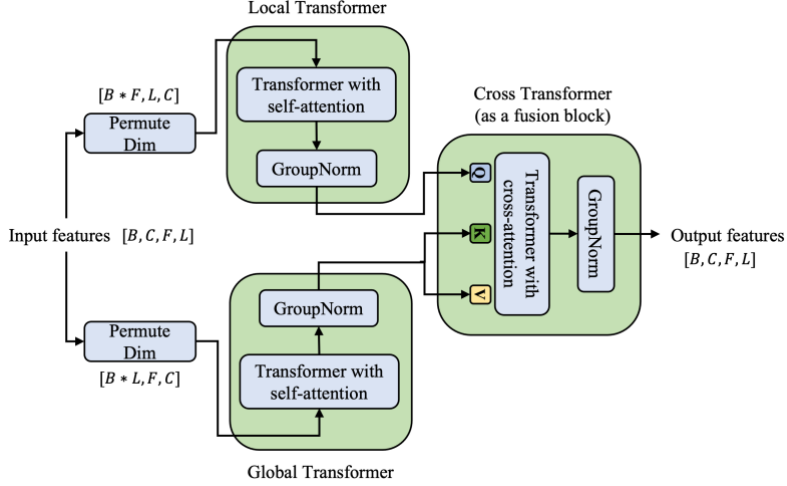 Local Transformer
[B * F, L, C]
Permute
Dim
Transformer with
self-attention
GroupNorm
Cross Transformer
(as a fusion block)
Q
K
V
Transformer with
cross-attention
GroupNorm
Input features [B, C, F, L]
Output features
[B, C, F, L]
Permute
Dim
[B * L, F, C]
GroupNorm
Transformer with
self-attention
Global Transformer